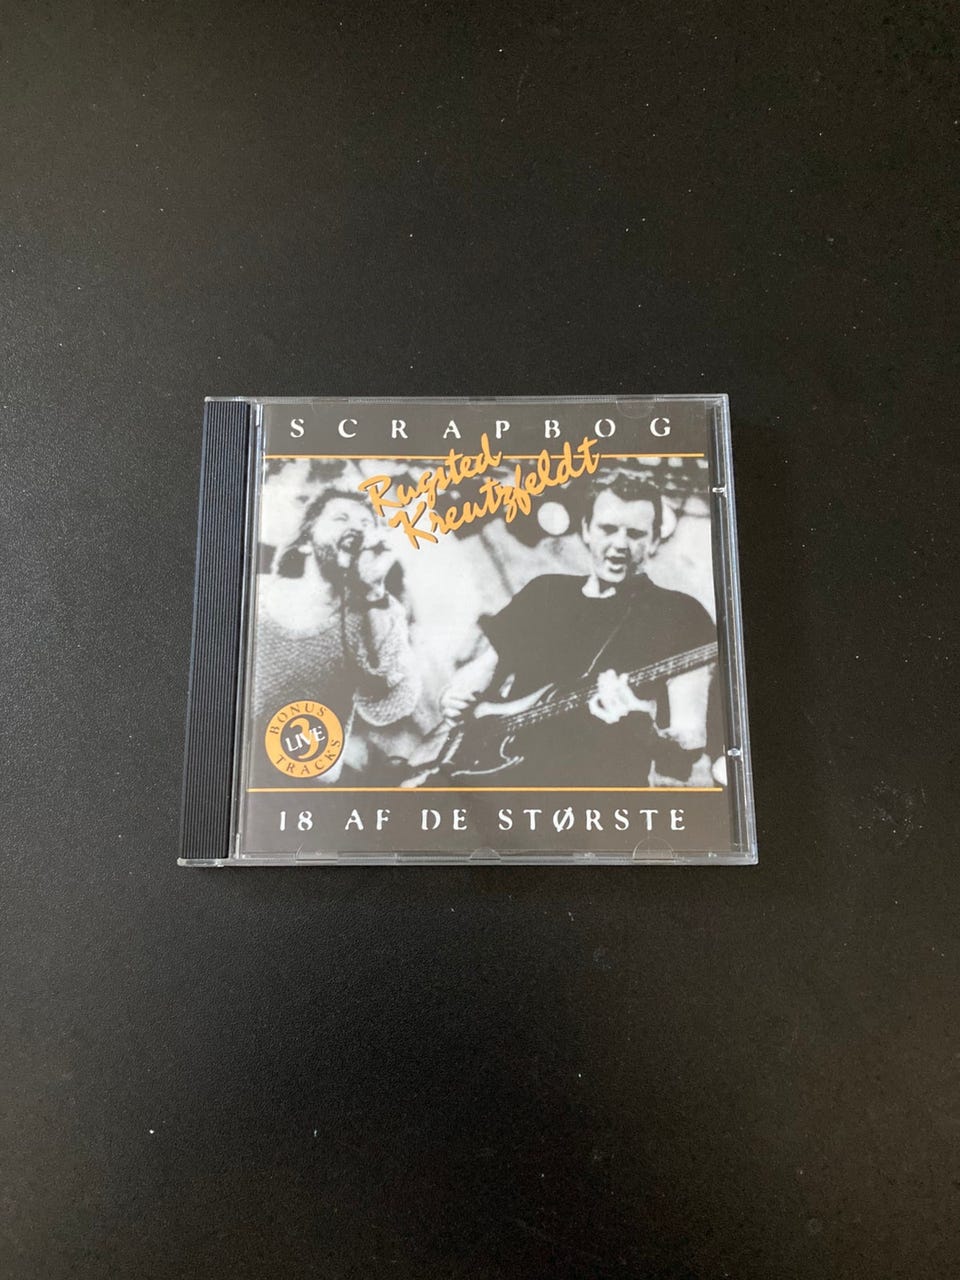 SCRAPBOG
Rugsted
Kreutzfeldt
BONUS
3
LIVE
TRACKS
18 AF DE STØRSTE